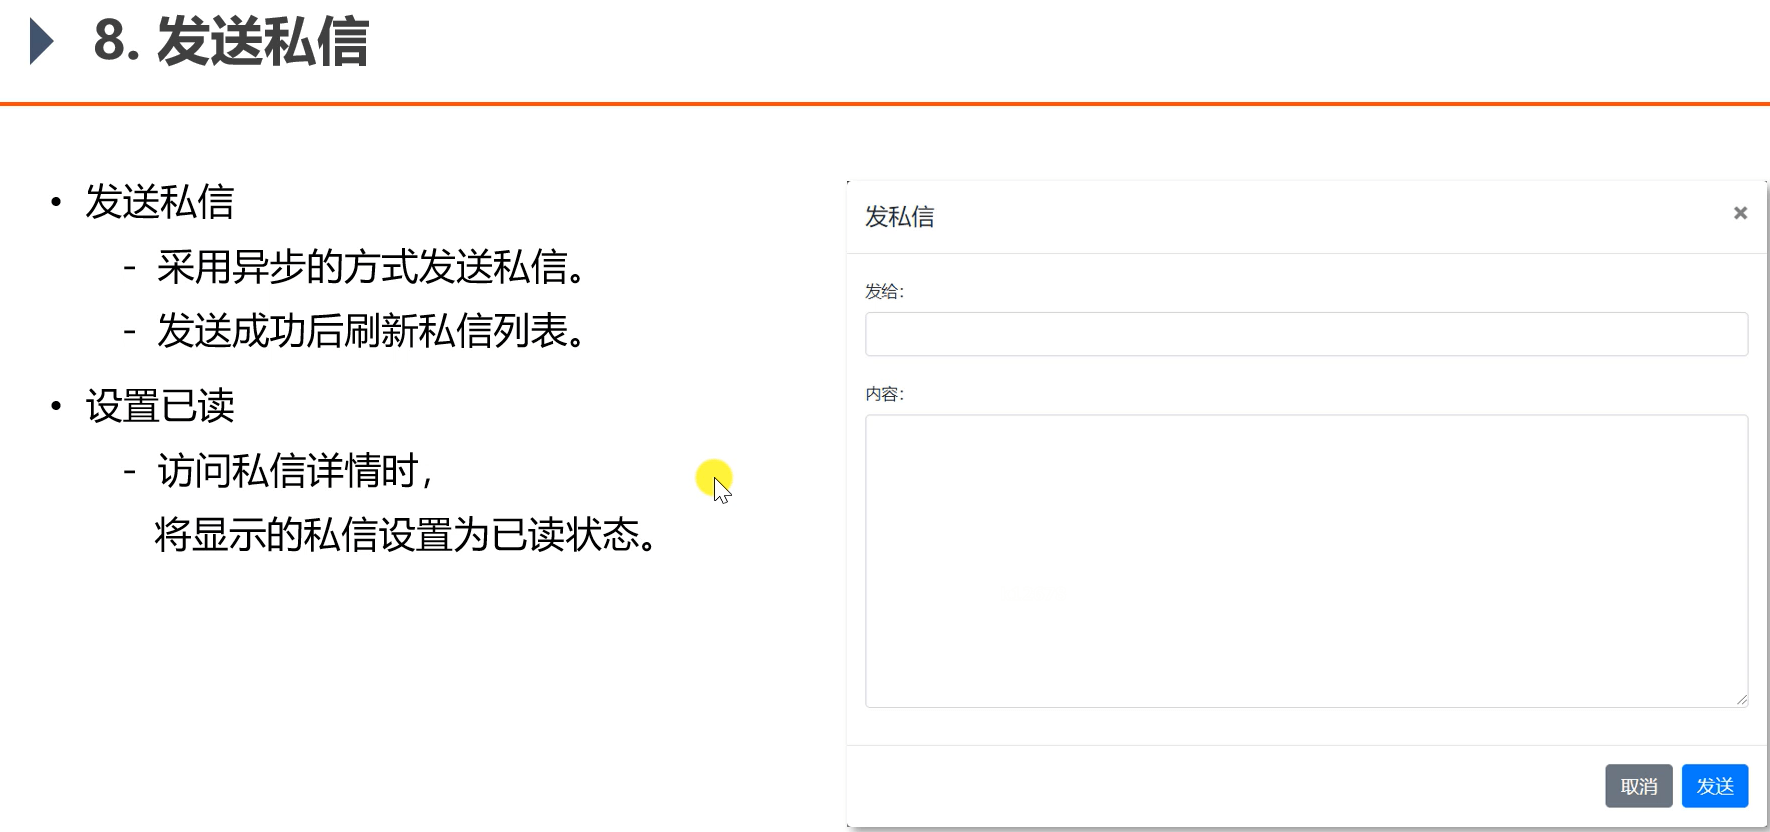 8. 发送私信
• 发送私信
- 采用异步的方式发送私信。
- 发送成功后刷新私信列表。
• 设置已读
- 访问私信详情时，
将显示的私信设置为已读状态。
发私信 ×
发给：
内容：
取消 发送